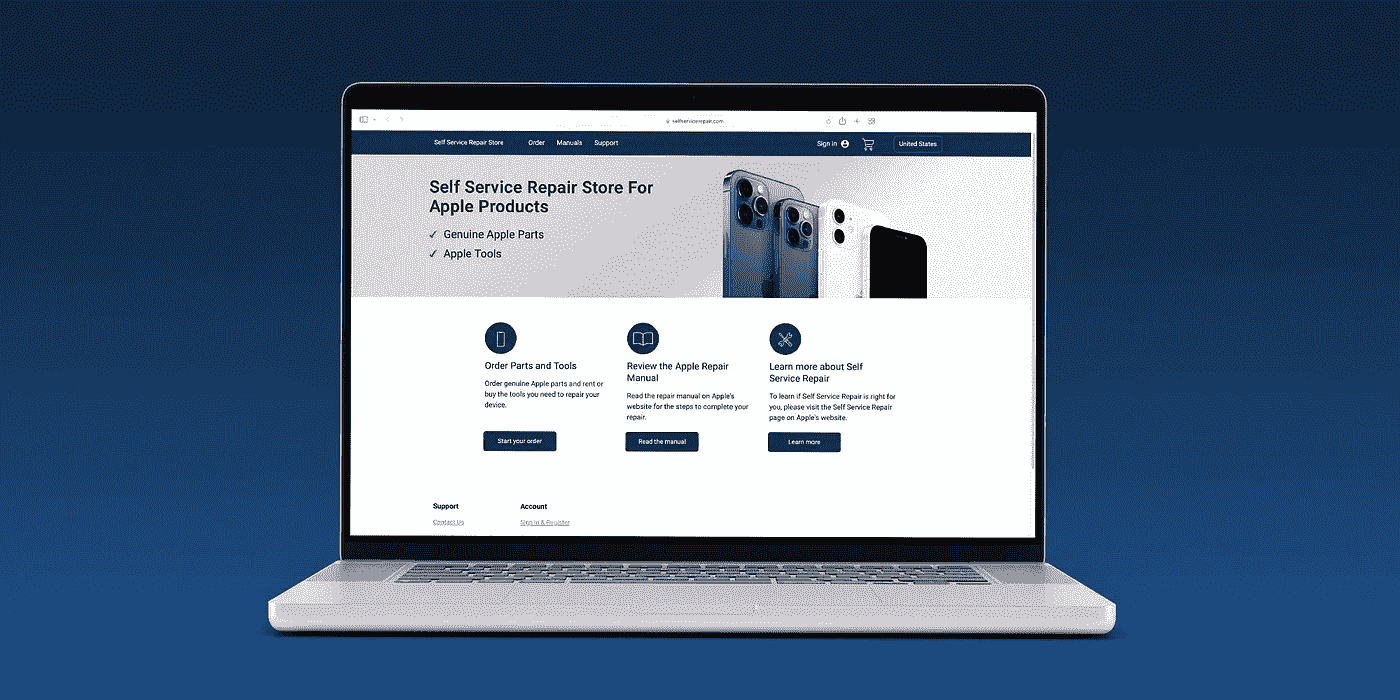 selfservicerepair.com
Self Service Repair Store
Order
Manuals
Support
Sign in
United States
Self Service Repair Store For
Apple Products
✓ Genuine Apple Parts
✓ Apple Tools
Order Parts and Tools
Order genuine Apple parts and rent or
buy the tools you need to repair your
device.
Start your order
Review the Apple Repair
Manual
Read the repair manual on Apple's
website for the steps to complete your
repair.
Read the manual
Learn more about Self
Service Repair
To learn if Self Service Repair is right for
you, please visit the Self Service Repair
page on Apple's website.
Learn more
Support
Contact Us
Account
Sign In & Register